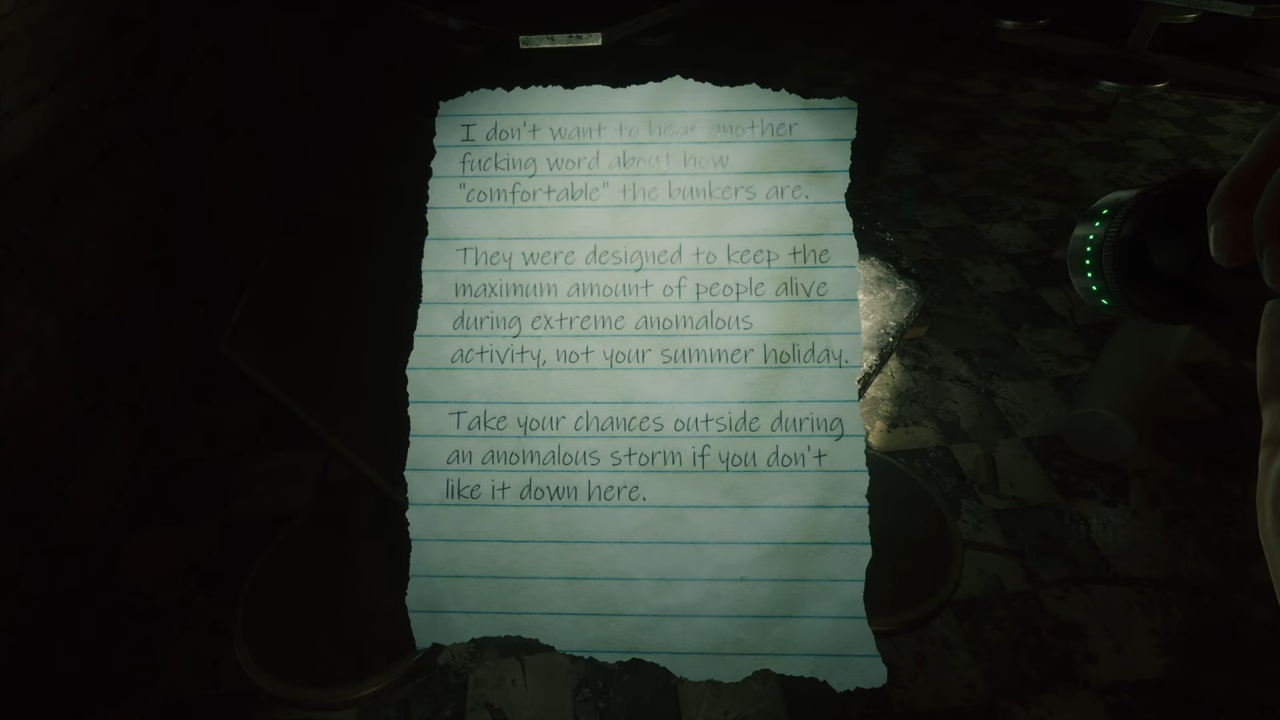 I don't want to hear another
fucking word about how
"comfortable" the bunkers are.
They were designed to keep the
maximum amount of people alive
during extreme anomalous
activity, not your summer holiday.
Take your chances outside during
an anomalous storm if you don't
like it down here.